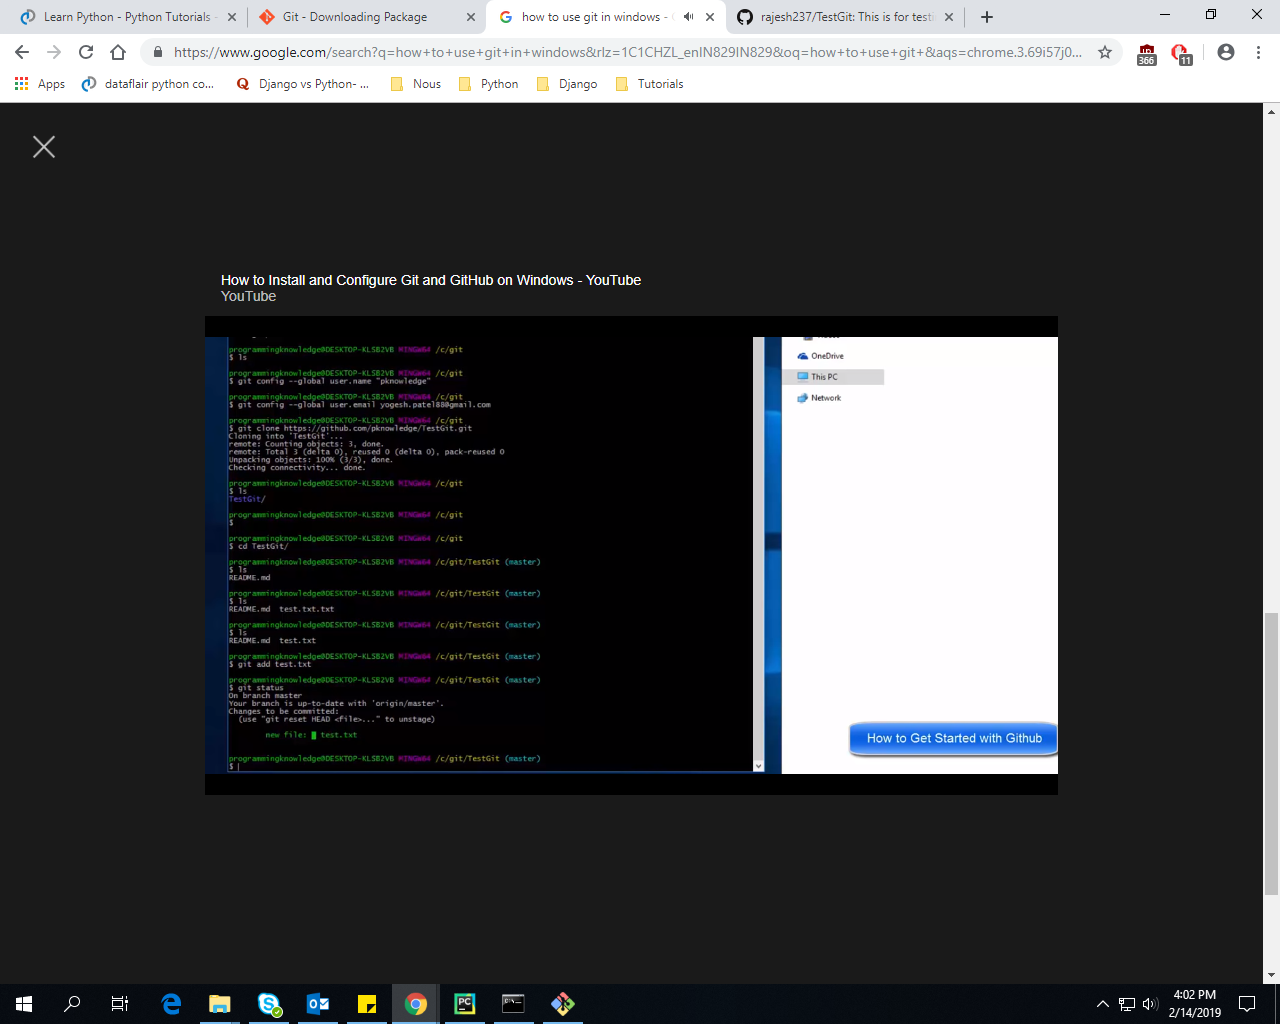 Learn Python - Python Tutorials -
Git - Downloading Package
how to use git in windows -
rajesh237/TestGit: This is for test
https://www.google.com/search?q=how+to+use+git+in+windows&rlz=1C1CHZL_enIN829IN829&oq=how+to+use+git+&aqs=chrome.3.69i57j0...
366
11
Apps
dataflair python co...
Django vs Python- ...
Nous
Python
Django
Tutorials
How to Install and Configure Git and GitHub on Windows - YouTube
YouTube
programmingknowledge@DESKTOP-KLSB2VB MINGW64 /c/git
$ ls
programmingknowledge@DESKTOP-KLSB2VB MINGW64 /c/git
$ git config --global user.name "pknowledge"
programmingknowledge@DESKTOP-KLSB2VB MINGW64 /c/git
$ git config --global user.email yogesh.patel88@gmail.com
programmingknowledge@DESKTOP-KLSB2VB MINGW64 /c/git
$ git clone https://github.com/pknowledge/TestGit.git
Cloning into 'TestGit'...
remote: Counting objects: 3, done.
remote: Total 3 (delta 0), reused 0 (delta 0), pack-reused 0
Unpacking objects: 100% (3/3), done.
Checking connectivity... done.
programmingknowledge@DESKTOP-KLSB2VB MINGW64 /c/git
$ ls
TestGit/
programmingknowledge@DESKTOP-KLSB2VB MINGW64 /c/git
$
programmingknowledge@DESKTOP-KLSB2VB MINGW64 /c/git
$ cd TestGit/
programmingknowledge@DESKTOP-KLSB2VB MINGW64 /c/git/TestGit (master)
$ ls
README.md
programmingknowledge@DESKTOP-KLSB2VB MINGW64 /c/git/TestGit (master)
$ ls
README.md  test.txt.txt
programmingknowledge@DESKTOP-KLSB2VB MINGW64 /c/git/TestGit (master)
$ ls
README.md  test.txt
programmingknowledge@DESKTOP-KLSB2VB MINGW64 /c/git/TestGit (master)
$ git add test.txt
programmingknowledge@DESKTOP-KLSB2VB MINGW64 /c/git/TestGit (master)
$ git status
On branch master
Your branch is up-to-date with 'origin/master'.
Changes to be committed:
(use "git reset HEAD <file>..." to unstage)
new file: test.txt
programmingknowledge@DESKTOP-KLSB2VB MINGW64 /c/git/TestGit (master)
$
OneDrive
This PC
Network
How to Get Started with Github
4:02 PM
2/14/2019